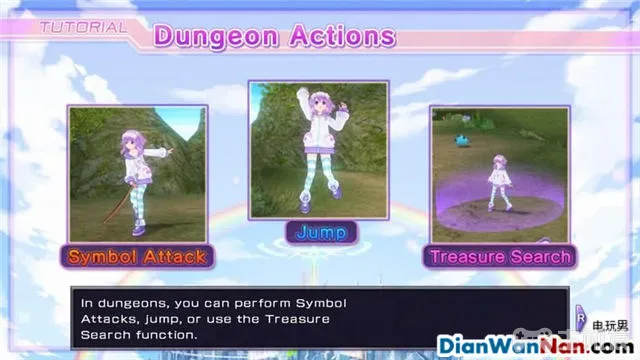 TUTORIAL
Dungeon Actions
Symbol Attack
Jump
Treasure Search
In dungeons, you can perform Symbol
Attacks, jump, or use the Treasure
Search function.
R
电玩男
DianWanNan.com